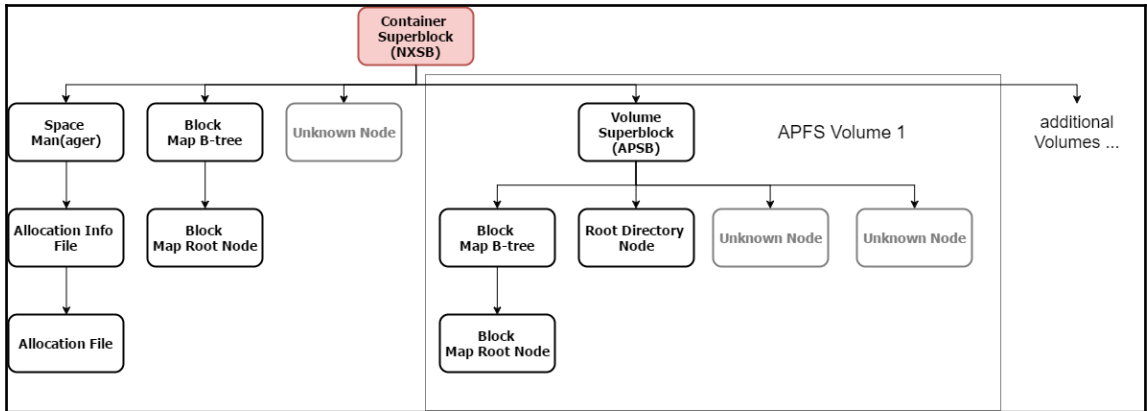 Container
Superblock
(NXSB)
Space
Man(ager)
Block
Map B-tree
Unknown Node
Volume
Superblock
(APSB)
APFS Volume 1
additional
Volumes ...
Allocation Info
File
Block
Map Root Node
Block
Map B-tree
Root Directory
Node
Unknown Node
Unknown Node
Allocation File
Block
Map Root Node